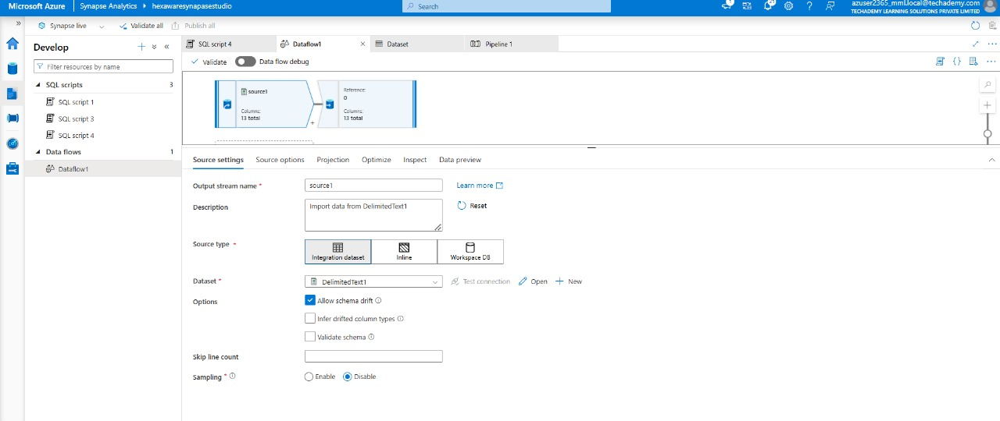 Microsoft Azure | Synapse Analytics ▸ hexawaresynapasestudio
Search
azuser2365_mml.local@techademy.com
TECHADEMY LEARNING SOLUTIONS PRIVATE LIMITED
Synapse live
Validate all
Publish all
Develop
Filter resources by name
SQL scripts 3
SQL script 1
SQL script 3
SQL script 4
Data flows 1
Dataflow1
SQL script 4
Dataflow1
Dataset
Pipeline 1
Validate
Data flow debug
source1
Columns:
13 total
Reference:
0
Columns:
13 total
Source settings
Source options
Projection
Optimize
Inspect
Data preview
Output stream name *
source1
Learn more
Description
Import data from DelimitedText1
Reset
Source type *
Integration dataset
Inline
Workspace DB
Dataset *
DelimitedText1
Test connection
Open
New
Options
Allow schema drift
Infer drifted column types
Validate schema
Skip line count
Sampling *
Enable
Disable